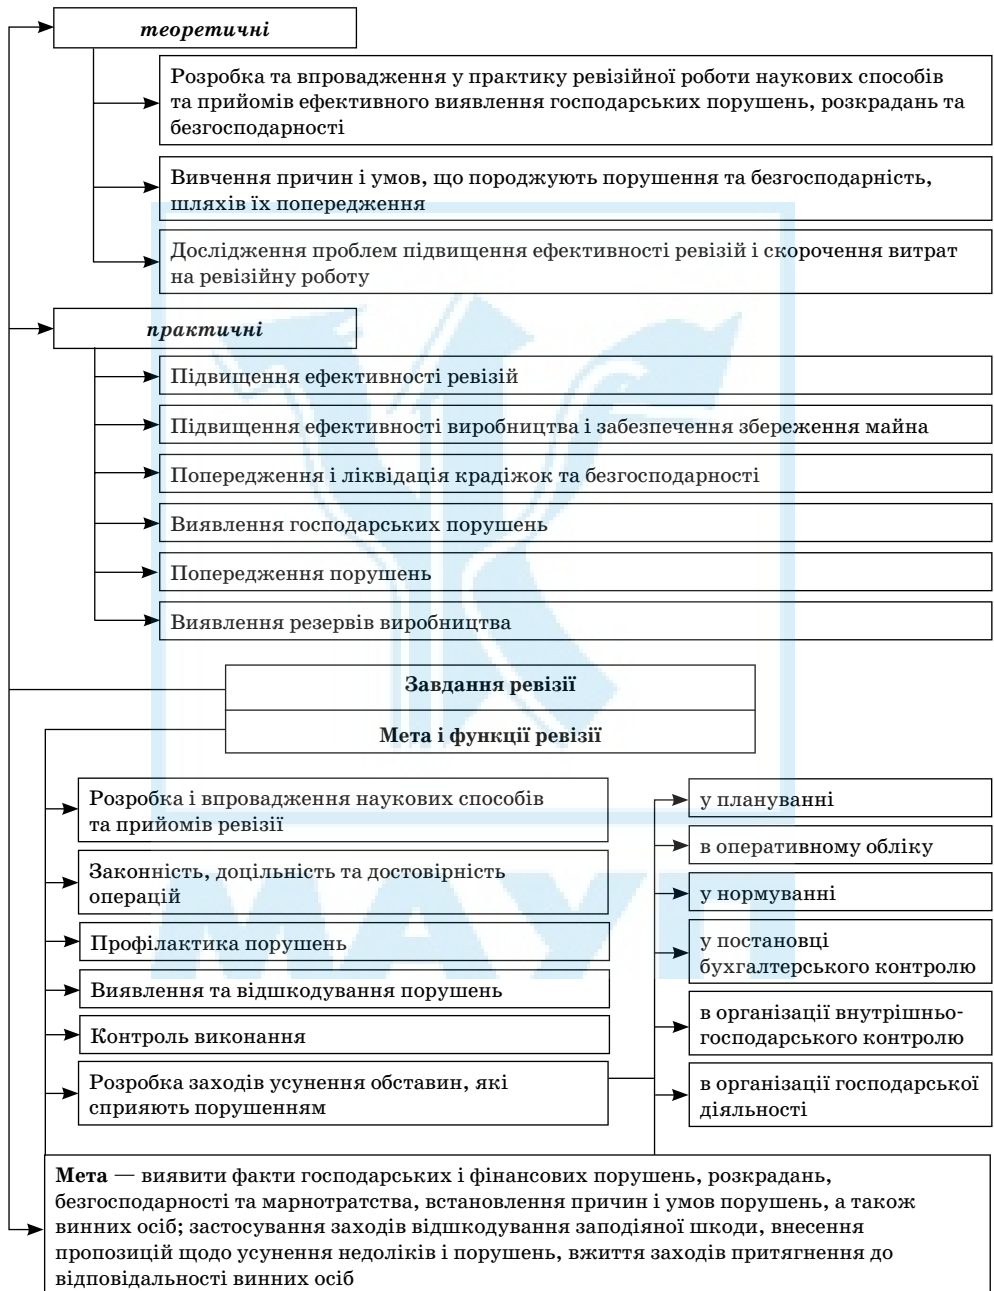 теоретичні
Розробка та впровадження у практику ревізійної роботи наукових способів
та прийомів ефективного виявлення господарських порушень, розкрадань та
безгосподарності
Вивчення причин і умов, що породжують порушення та безгосподарність,
шляхів їх попередження
Дослідження проблем підвищення ефективності ревізій і скорочення витрат
на ревізійну роботу
практичні
Підвищення ефективності ревізій
Підвищення ефективності виробництва і забезпечення збереження майна
Попередження і ліквідація крадіжок та безгосподарності
Виявлення господарських порушень
Попередження порушень
Виявлення резервів виробництва
Завдання ревізії
Мета і функції ревізії
Розробка і впровадження наукових способів
та прийомів ревізії
Законність, доцільність та достовірність
операцій
Профілактика порушень
Виявлення та відшкодування порушень
Контроль виконання
Розробка заходів усунення обставин, які
сприяють порушенням
у плануванні
в оперативному обліку
у нормуванні
у постановці
бухгалтерського контролю
в організації внутрішньо-
господарського контролю
в організації господарської
діяльності
Мета — виявити факти господарських і фінансових порушень, розкрадань,
безгосподарності та марнотратства, встановлення причин і умов порушень, а також
винних осіб; застосування заходів відшкодування заподіяної шкоди, внесення
пропозицій щодо усунення недоліків і порушень, вжиття заходів притягнення до
відповідальності винних осіб
МАУП